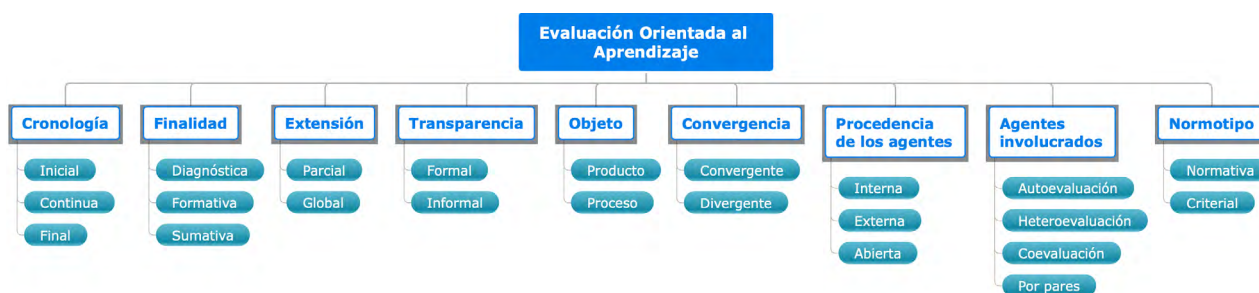 Evaluación Orientada al
Aprendizaje
Cronología
Inicial
Continua
Final
Finalidad
Diagnóstica
Formativa
Sumativa
Extensión
Parcial
Global
Transparencia
Formal
Informal
Objeto
Producto
Proceso
Convergencia
Convergente
Divergente
Procedencia
de los agentes
Interna
Externa
Abierta
Agentes
involucrados
Autoevaluación
Heteroevaluación
Coevaluación
Por pares
Normotipo
Normativa
Criterial